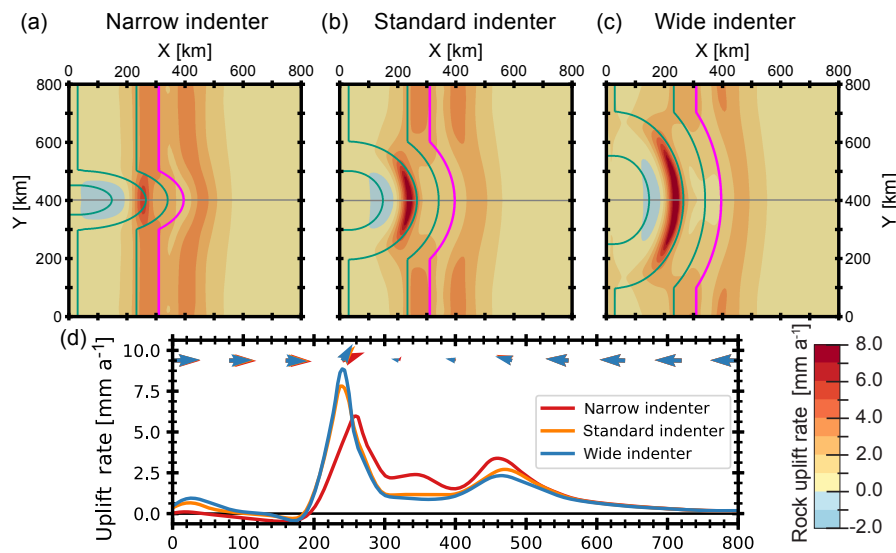 (a) Narrow indenter (b) Standard indenter (c) Wide indenter
X [km] X [km] X [km]
0 200 400 600 800 0 200 400 600 800 0 200 400 600 800
800 800
600 600
Y [km] 400 400 Y [km]
200 200
0 0
(d)
10.0
7.5
5.0
2.5
0.0
Uplift rate [mm a⁻¹]
Narrow indenter
Standard indenter
Wide indenter
0 100 200 300 400 500 600 700 800
8.0
6.0
4.0
2.0
0.0
-2.0
Rock uplift rate [mm a⁻¹]